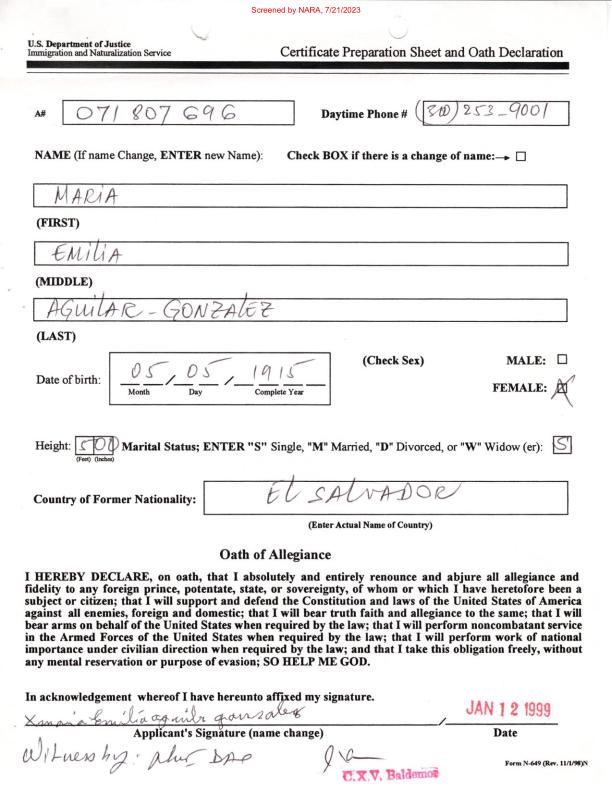 Screened by NARA, 7/21/2023
U.S. Department of Justice
Immigration and Naturalization Service
Certificate Preparation Sheet and Oath Declaration
A# 071 807 696 Daytime Phone # (310) 253-9001
NAME (If name Change, ENTER new Name): Check BOX if there is a change of name:→ ☐
MARIA
(FIRST)
EMILIA
(MIDDLE)
AGUILAR - GONZALEZ
(LAST)
(Check Sex) MALE: ☐
Date of birth: 05 / 05 / 1915
Month Day Complete Year
FEMALE: ☒
Height: 5 00 Marital Status; ENTER "S" Single, "M" Married, "D" Divorced, or "W" Widow (er): S
(Feet) (Inches)
Country of Former Nationality: EL SALVADOR
(Enter Actual Name of Country)
Oath of Allegiance
I HEREBY DECLARE, on oath, that I absolutely and entirely renounce and abjure all allegiance and
fidelity to any foreign prince, potentate, state, or sovereignty, of whom or which I have heretofore been a
subject or citizen; that I will support and defend the Constitution and laws of the United States of America
against all enemies, foreign and domestic; that I will bear truth faith and allegiance to the same; that I will
bear arms on behalf of the United States when required by the law; that I will perform noncombatant service
in the Armed Forces of the United States when required by the law; that I will perform work of national
importance under civilian direction when required by the law; and that I take this obligation freely, without
any mental reservation or purpose of evasion; SO HELP ME GOD.
In acknowledgement whereof I have hereunto affixed my signature.
X maria Emilia aguilr gonsales / JAN 12 1999
Applicant's Signature (name change) Date
Witness by:
C.X.V. Baldemor
Form N-649 (Rev. 11/1/98)N